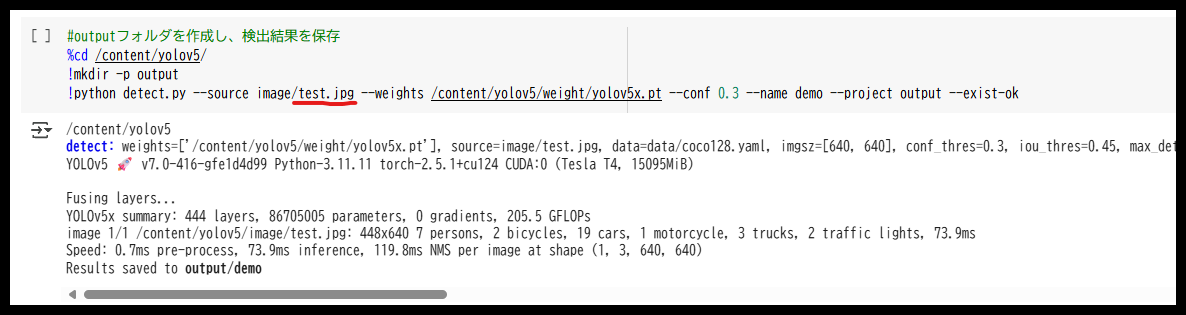 [ ] #outputフォルダを作成し、検出結果を保存
%cd /content/yolov5/
!mkdir -p output
!python detect.py --source image/test.jpg --weights /content/yolov5/weight/yolov5x.pt --conf 0.3 --name demo --project output --exist-ok
/content/yolov5
detect: weights=['/content/yolov5/weight/yolov5x.pt'], source=image/test.jpg, data=data/coco128.yaml, imgsz=[640, 640], conf_thres=0.3, iou_thres=0.45, max_det
YOLOv5 🚀 v7.0-416-gfe1d4d99 Python-3.11.11 torch-2.5.1+cu124 CUDA:0 (Tesla T4, 15095MiB)
Fusing layers...
YOLOv5x summary: 444 layers, 86705005 parameters, 0 gradients, 205.5 GFLOPs
image 1/1 /content/yolov5/image/test.jpg: 448x640 7 persons, 2 bicycles, 19 cars, 1 motorcycle, 3 trucks, 2 traffic lights, 73.9ms
Speed: 0.7ms pre-process, 73.9ms inference, 119.8ms NMS per image at shape (1, 3, 640, 640)
Results saved to output/demo